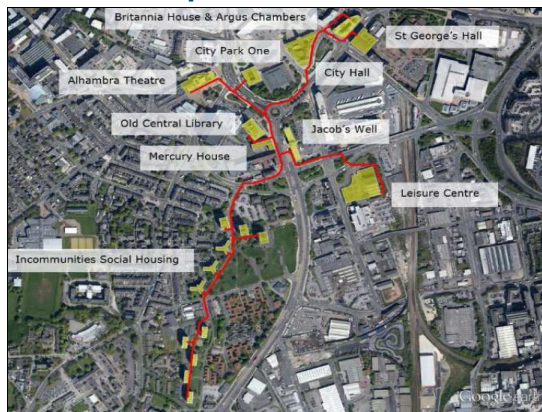 Britannia House & Argus Chambers
St George's Hall
City Park One
City Hall
Alhambra Theatre
Old Central Library
Jacob's Well
Mercury House
Leisure Centre
Incommunities Social Housing
Google earth